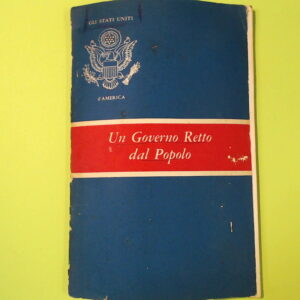 GLI STATI UNITI
d'AMERICA
Un Governo Retto
dal Popolo